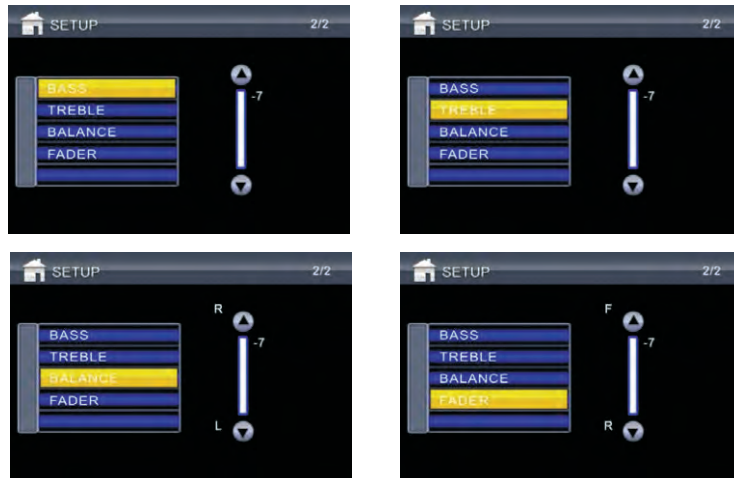 SETUP 2/2
BASS
TREBLE
BALANCE
FADER
-7
SETUP 2/2
BASS
TREBLE
BALANCE
FADER
-7
SETUP 2/2
R
BASS
TREBLE
BALANCE
FADER
-7
L
SETUP 2/2
F
BASS
TREBLE
BALANCE
FADER
-7
R